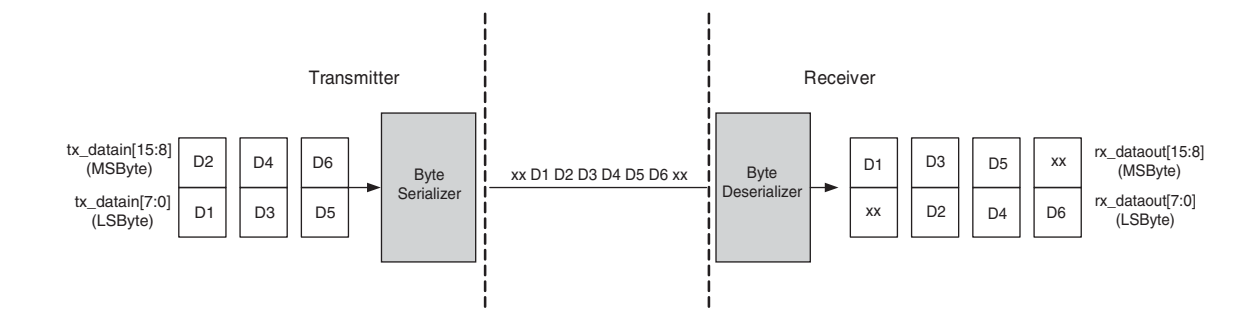 Transmitter
Receiver
tx_datain[15:8]
(MSByte)
D2
D4
D6
tx_datain[7:0]
(LSByte)
D1
D3
D5
Byte
Serializer
xx D1 D2 D3 D4 D5 D6 xx
Byte
Deserializer
D1
D3
D5
xx
rx_dataout[15:8]
(MSByte)
xx
D2
D4
D6
rx_dataout[7:0]
(LSByte)